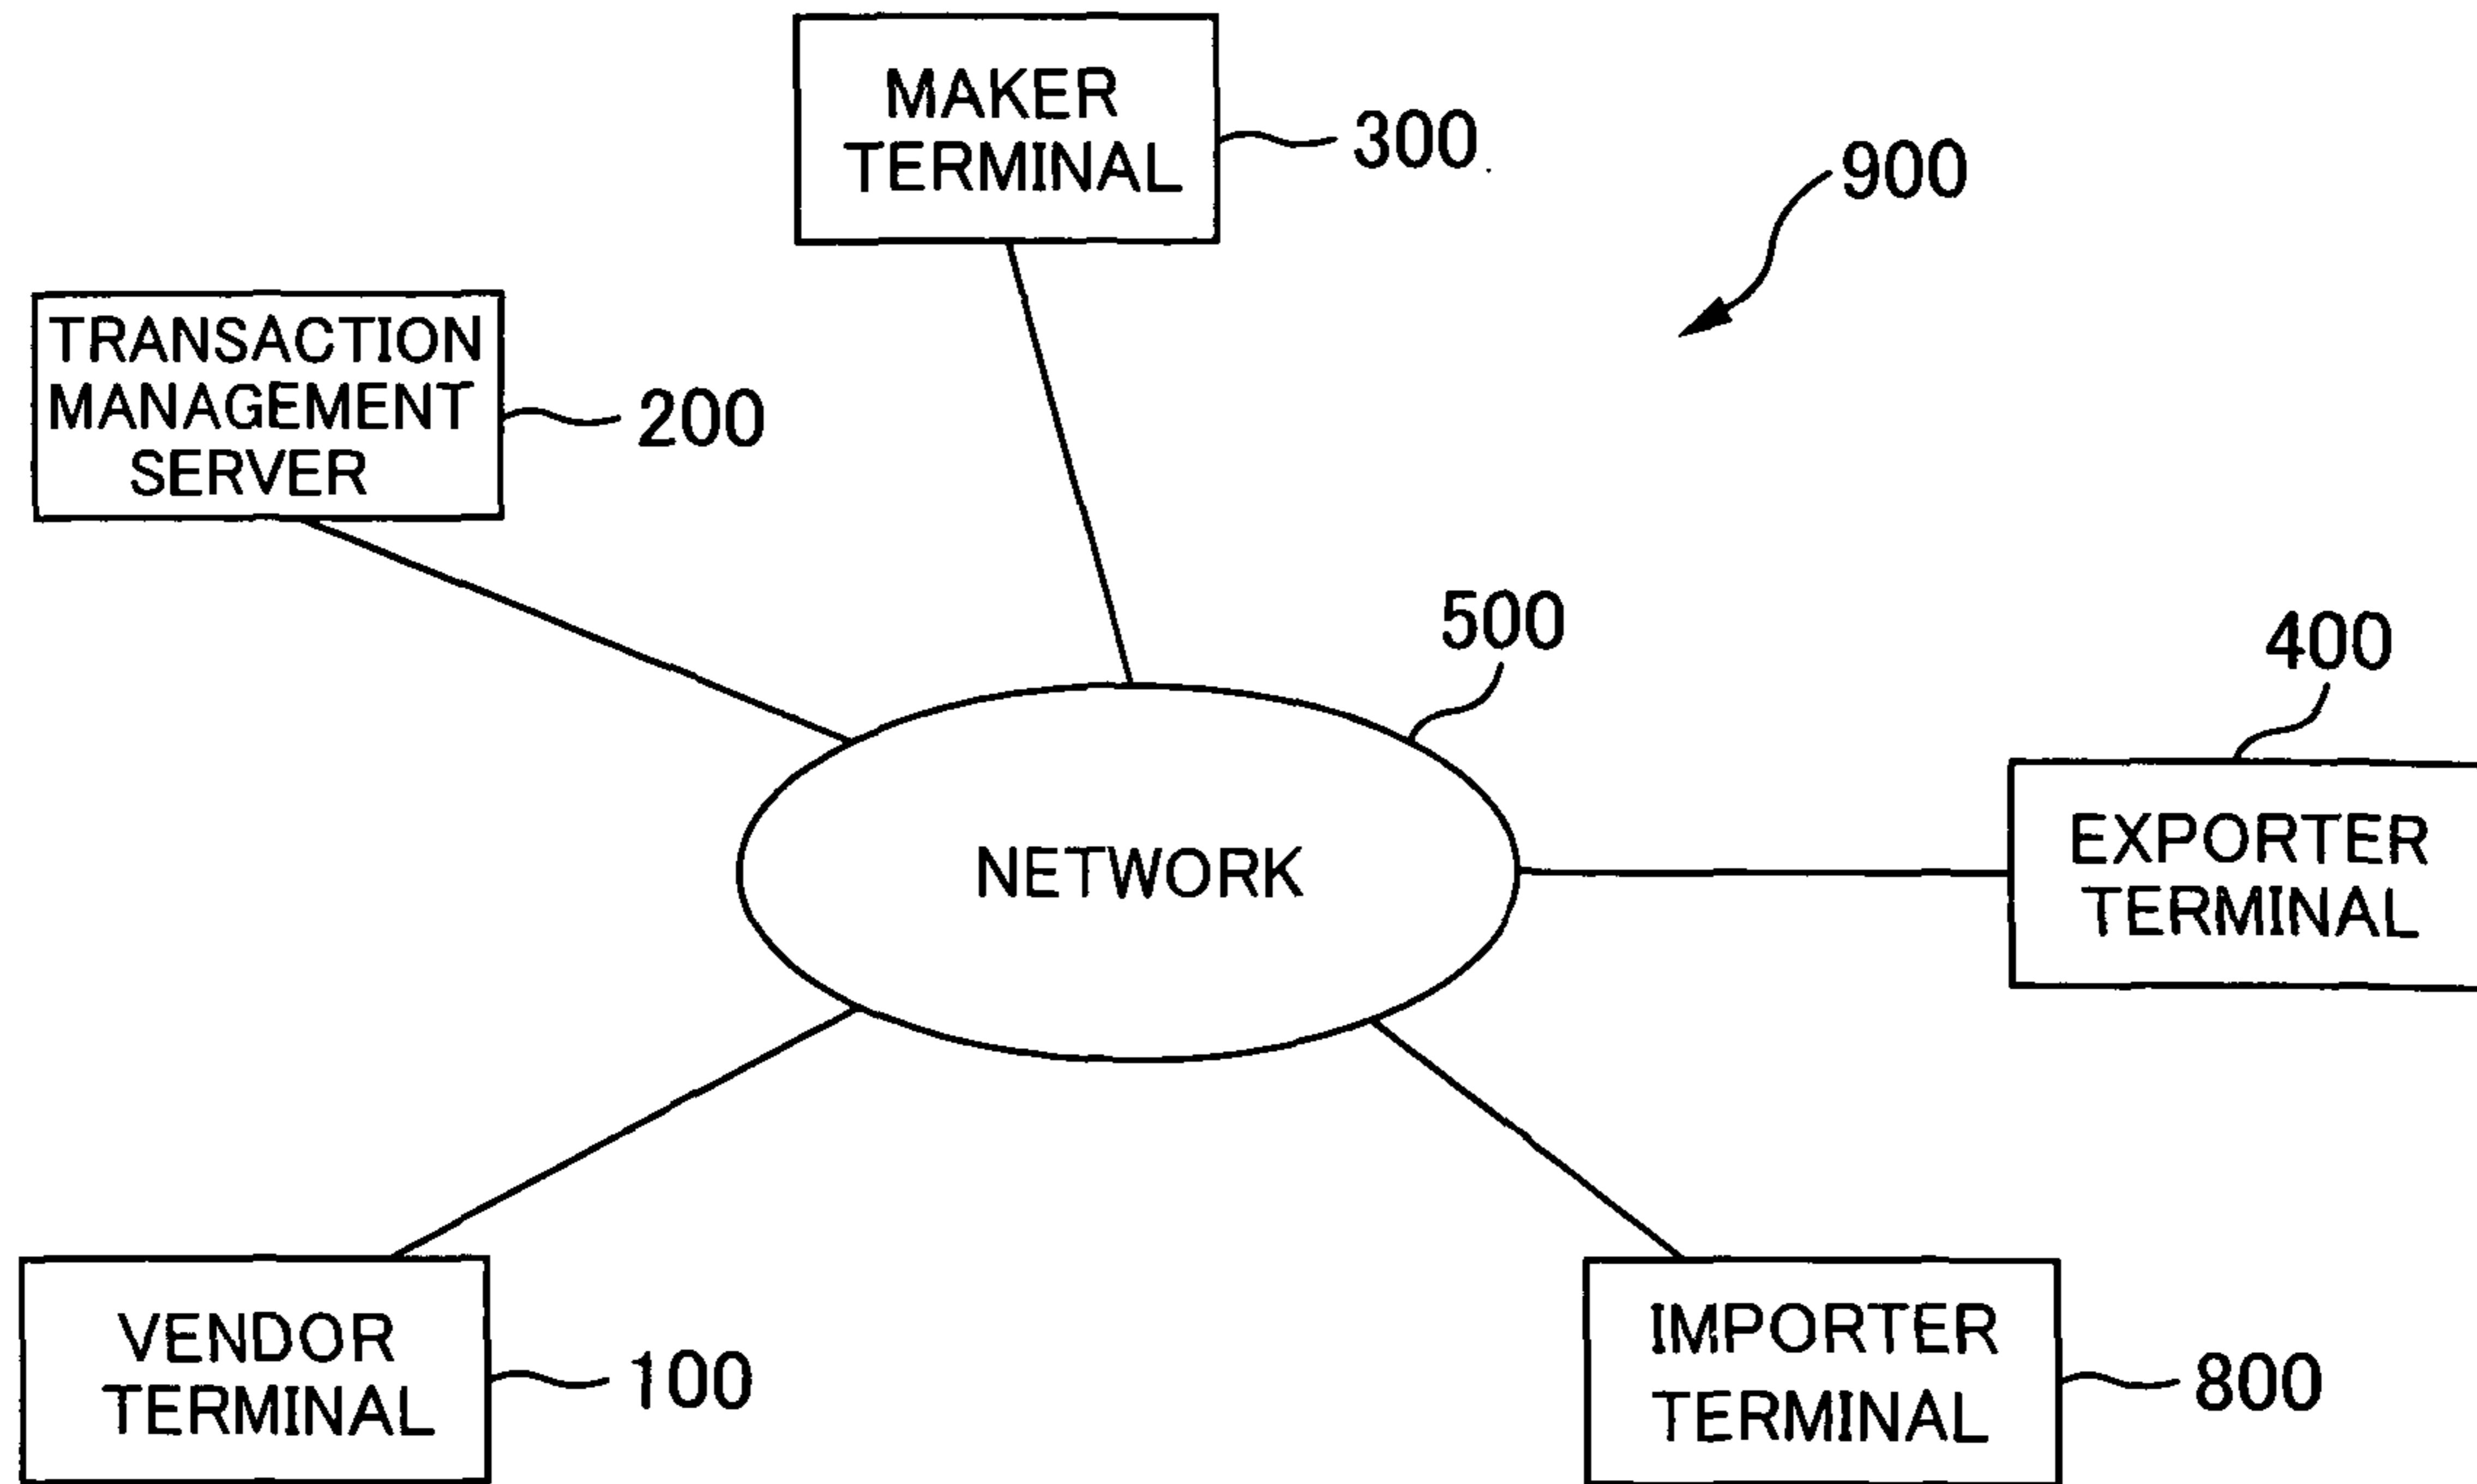 MAKER
TERMINAL
300
900
TRANSACTION
MANAGEMENT
SERVER
200
500
400
NETWORK
EXPORTER
TERMINAL
VENDOR
TERMINAL
100
IMPORTER
TERMINAL
800